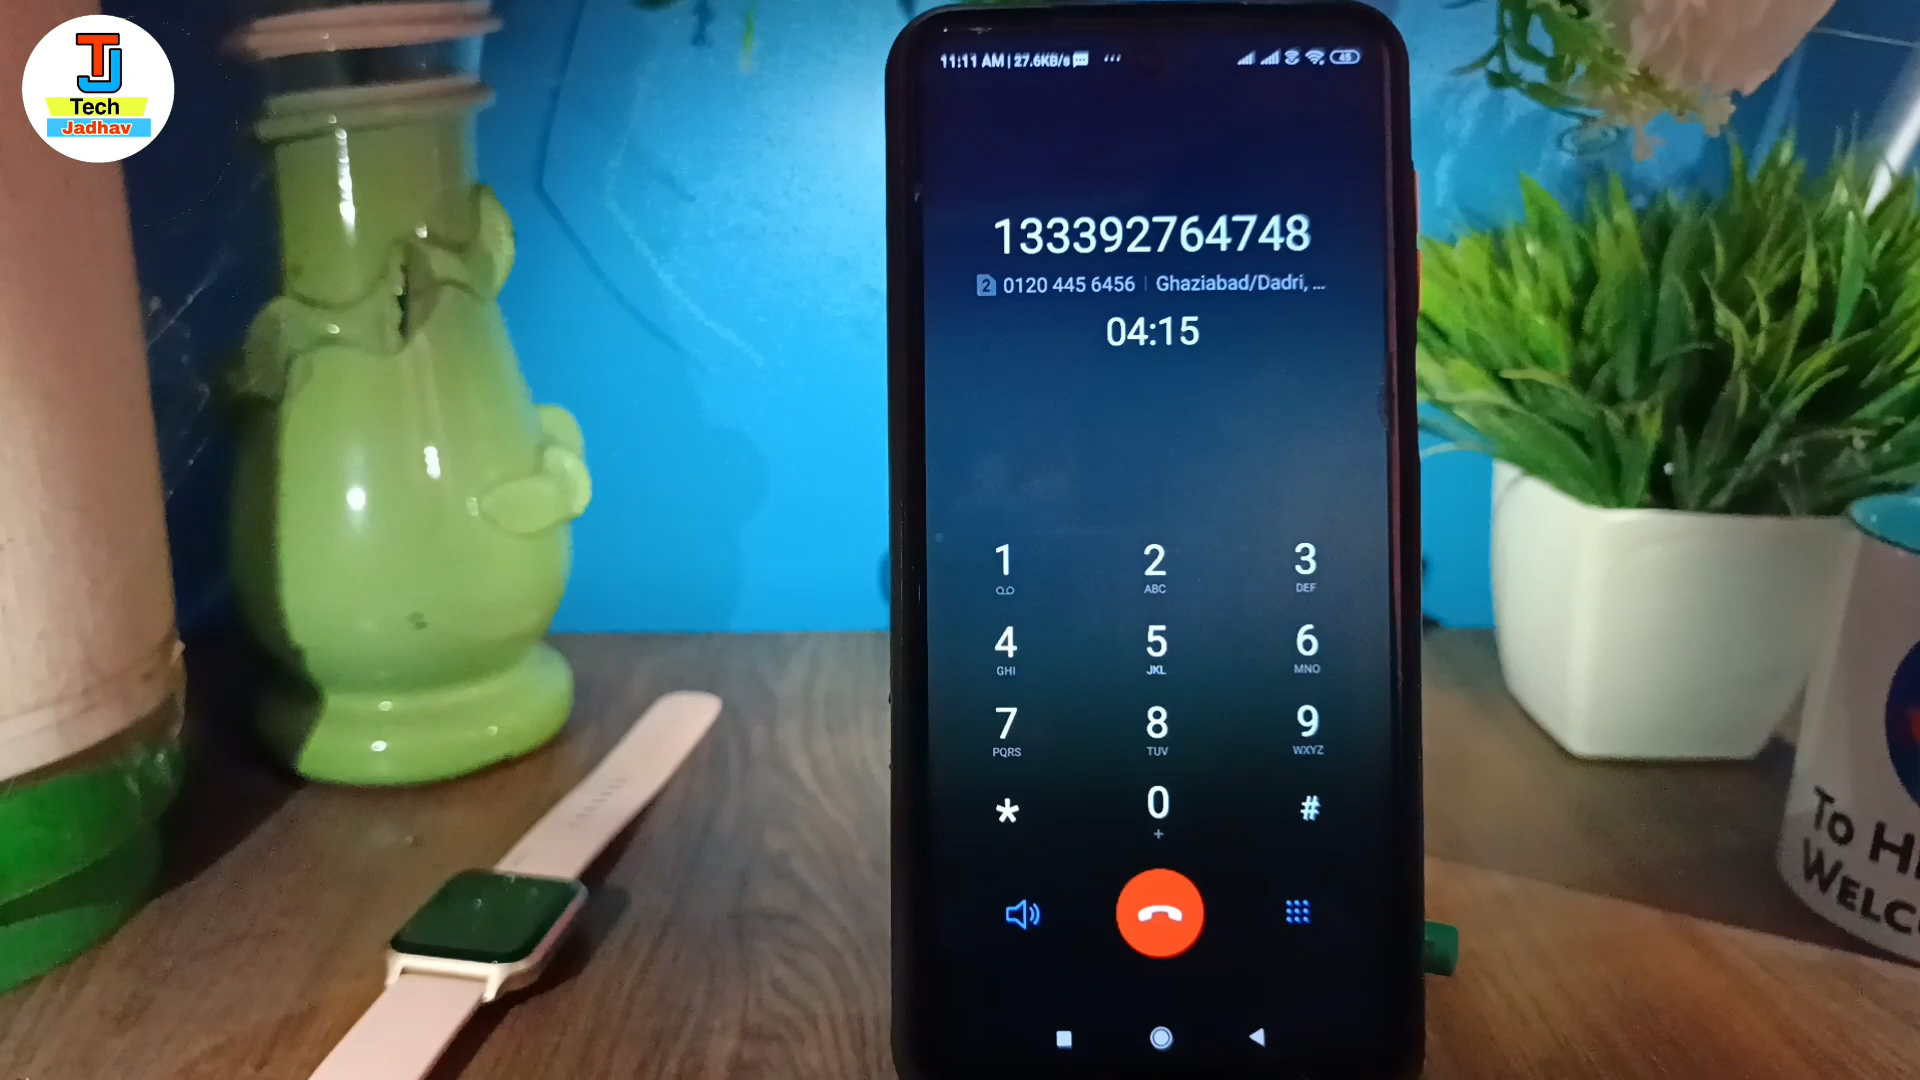 TJ
Tech
Jadhav
11:11 AM | 27.6KB/s
49
133392764748
2 0120 445 6456 | Ghaziabad/Dadri, ...
04:15
1 2 3
ABC DEF
4 5 6
GHI JKL MNO
7 8 9
PQRS TUV WXYZ
* 0 #
+
To H
WELC